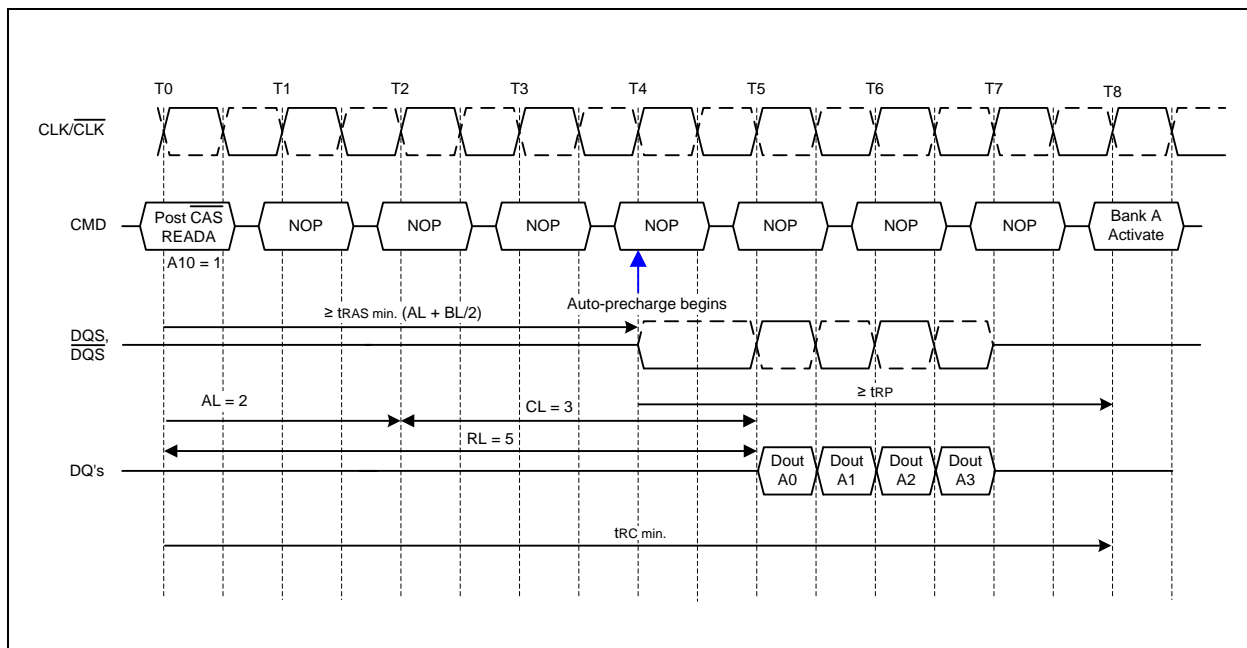 T0 T1 T2 T3 T4 T5 T6 T7 T8
CLK/CLK
CMD
Post CAS
READA
NOP NOP NOP NOP NOP NOP NOP
Bank A
Activate
A10 = 1
Auto-precharge begins
≥ tRAS min. (AL + BL/2)
DQS,
DQS
≥ tRP
AL = 2
CL = 3
RL = 5
DQ's
Dout
A0
Dout
A1
Dout
A2
Dout
A3
tRC min.